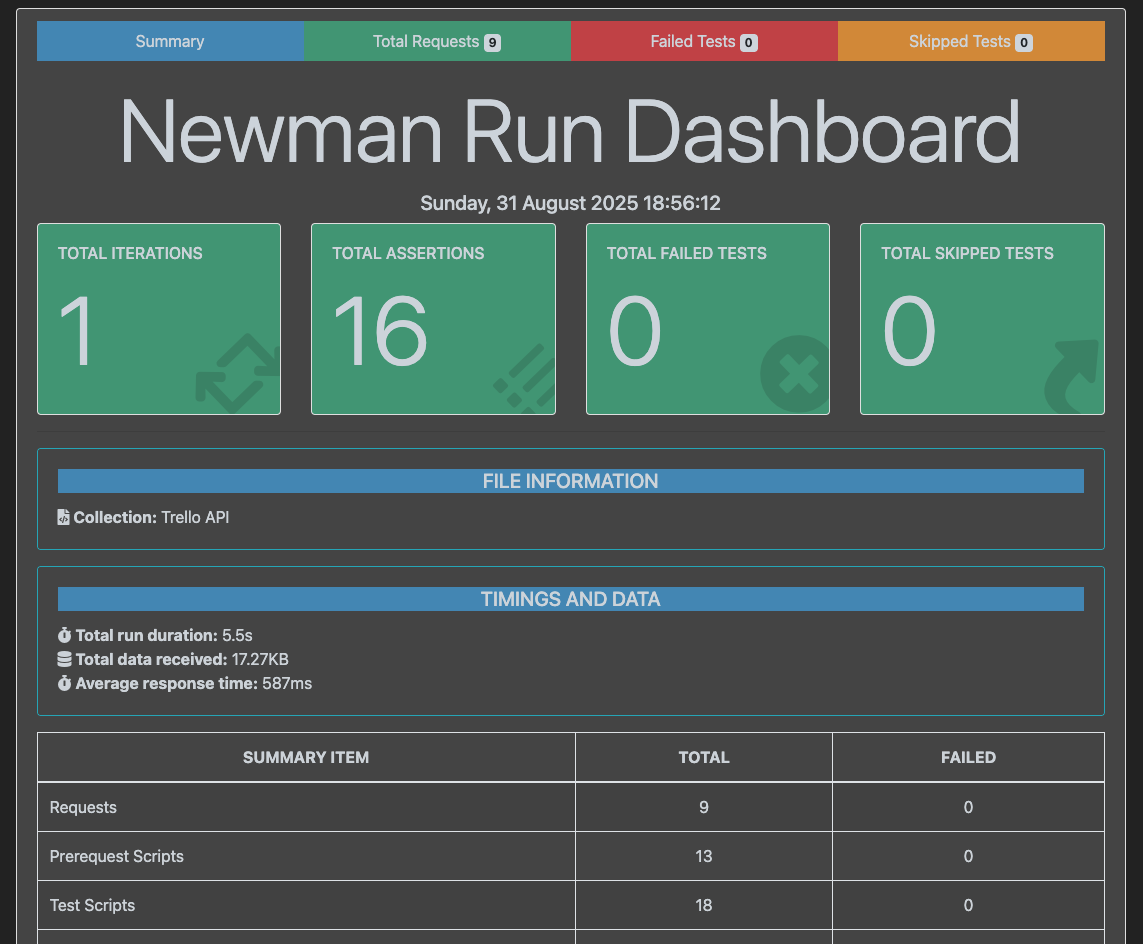 Summary Total Requests 9 Failed Tests 0 Skipped Tests 0
Newman Run Dashboard
Sunday, 31 August 2025 18:56:12
TOTAL ITERATIONS TOTAL ASSERTIONS TOTAL FAILED TESTS TOTAL SKIPPED TESTS
1 16 0 0
FILE INFORMATION
Collection: Trello API
TIMINGS AND DATA
Total run duration: 5.5s
Total data received: 17.27KB
Average response time: 587ms
SUMMARY ITEM TOTAL FAILED
Requests 9 0
Prerequest Scripts 13 0
Test Scripts 18 0